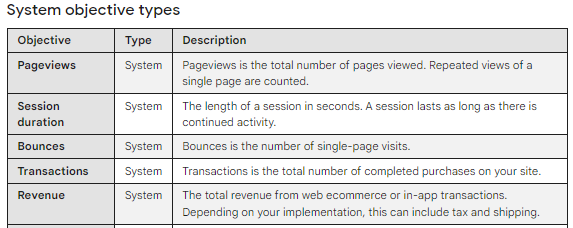 System objective types
Objective Type Description
Pageviews System Pageviews is the total number of pages viewed. Repeated views of a
single page are counted.
Session System The length of a session in seconds. A session lasts as long as there is
duration continued activity.
Bounces System Bounces is the number of single-page visits.
Transactions System Transactions is the total number of completed purchases on your site.
Revenue System The total revenue from web ecommerce or in-app transactions.
Depending on your implementation, this can include tax and shipping.